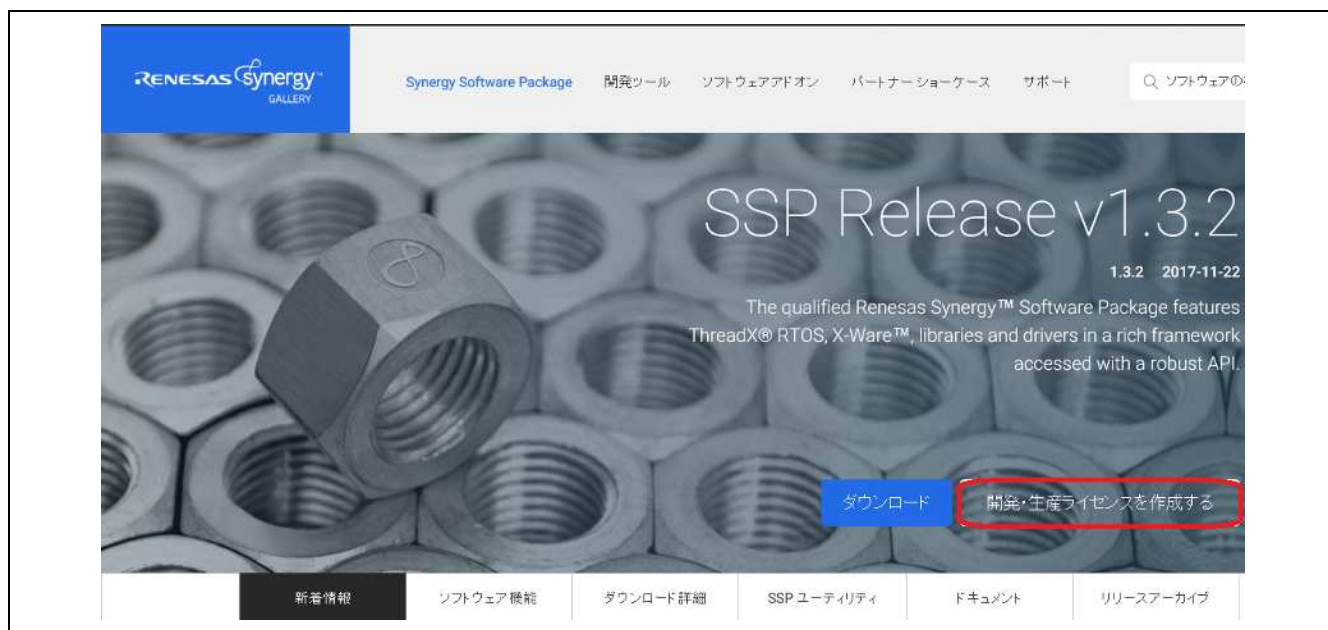 RENESAS synergy™
GALLERY
Synergy Software Package
開発ツール
ソフトウェアアドオン
パートナーショーケース
サポート
ソフトウェアの
SSP Release v1.3.2
1.3.2 2017-11-22
The qualified Renesas Synergy™ Software Package features
ThreadX® RTOS, X-Ware™, libraries and drivers in a rich framework
accessed with a robust API.
ダウンロード
開発・生産ライセンスを作成する
新着情報
ソフトウェア機能
ダウンロード詳細
SSP ユーティリティ
ドキュメント
リリースアーカイブ